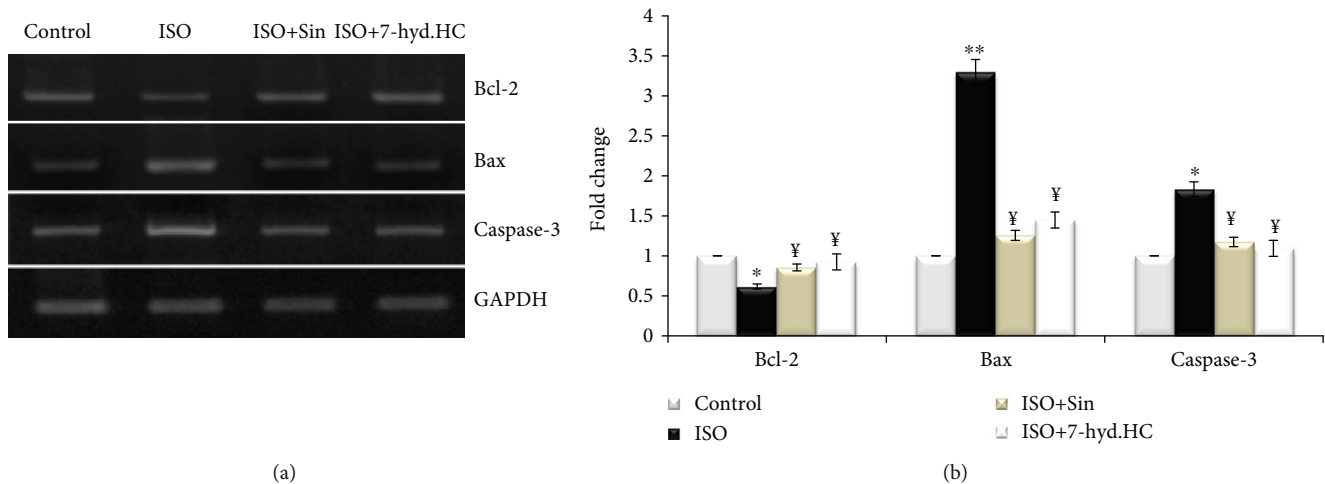 Control ISO ISO+Sin ISO+7-hyd.HC
Bcl-2
Bax
Caspase-3
GAPDH
(a)
Fold change
4
3.5
3
2.5
2
1.5
1
0.5
0
* ¥ ¥
** ¥ ¥
* ¥ ¥
Bcl-2 Bax Caspase-3
Control
ISO
ISO+Sin
ISO+7-hyd.HC
(b)